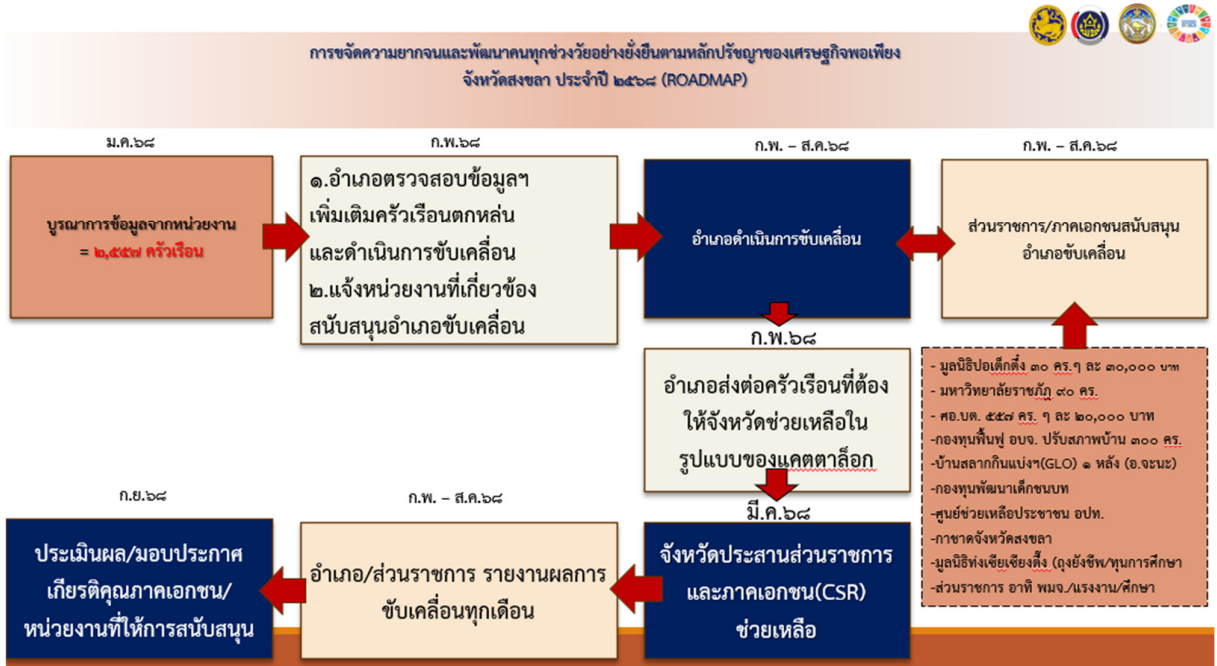 การขจัดความยากจนและพัฒนาคนทุกช่วงวัยอย่างยั่งยืนตามหลักปรัชญาของเศรษฐกิจพอเพียง
จังหวัดสงขลา ประจำปี ๒๕๖๘ (ROADMAP)
ม.ค.๖๘
บูรณาการข้อมูลจากหน่วยงาน
= ๒,๕๕๗ ครัวเรือน
ก.พ.๖๘
๑.อำเภอตรวจสอบข้อมูลฯ
เพิ่มเติมครัวเรือนตกหล่น
และดำเนินการขับเคลื่อน
๒.แจ้งหน่วยงานที่เกี่ยวข้อง
สนับสนุนอำเภอขับเคลื่อน
ก.พ. – ส.ค.๖๘
อำเภอดำเนินการขับเคลื่อน
ก.พ. – ส.ค.๖๘
ส่วนราชการ/ภาคเอกชนสนับสนุน
อำเภอขับเคลื่อน
- มูลนิธิปอเต็กตึ๋ง ๓๐ คร.ๆ ละ ๓๐,๐๐๐ บาท
- มหาวิทยาลัยราชภัฏ ๙๐ คร.
- ศอ.บต. ๕๕๗ คร. ๆ ละ ๒๐,๐๐๐ บาท
-กองทุนฟื้นฟู อบจ. ปรับสภาพบ้าน ๓๐๐ คร.
-บ้านสลากกินแบ่งฯ(GLO) ๑ หลัง (อ.จะนะ)
-กองทุนพัฒนาเด็กชนบท
-ศูนย์ช่วยเหลือประชาชน อปท.
-กาชาดจังหวัดสงขลา
-มูลนิธิท่งเซียเซี่ยงตึ๊ง (ถุงยังชีพ/ทุนการศึกษา
-ส่วนราชการ อาทิ พมจ./แรงงาน/ศึกษา
ก.พ.๖๘
อำเภอส่งต่อครัวเรือนที่ต้อง
ให้จังหวัดช่วยเหลือใน
รูปแบบของแคตตาล็อก
มี.ค.๖๘
จังหวัดประสานส่วนราชการ
และภาคเอกชน(CSR)
ช่วยเหลือ
ก.พ. – ส.ค.๖๘
อำเภอ/ส่วนราชการ รายงานผลการ
ขับเคลื่อนทุกเดือน
ก.ย.๖๘
ประเมินผล/มอบประกาศ
เกียรติคุณภาคเอกชน/
หน่วยงานที่ให้การสนับสนุน